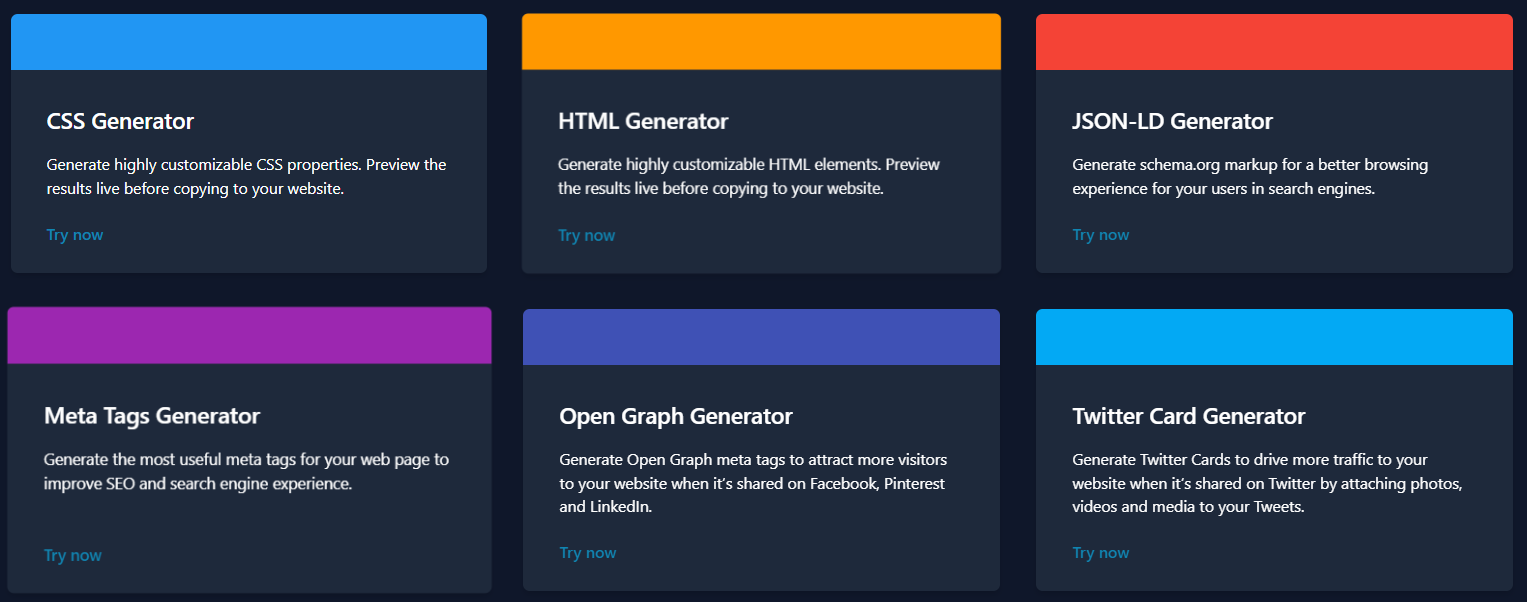 CSS Generator
Generate highly customizable CSS properties. Preview the
results live before copying to your website.
Try now
HTML Generator
Generate highly customizable HTML elements. Preview
the results live before copying to your website.
Try now
JSON-LD Generator
Generate schema.org markup for a better browsing
experience for your users in search engines.
Try now
Meta Tags Generator
Generate the most useful meta tags for your web page to
improve SEO and search engine experience.
Try now
Open Graph Generator
Generate Open Graph meta tags to attract more visitors
to your website when it’s shared on Facebook, Pinterest
and LinkedIn.
Try now
Twitter Card Generator
Generate Twitter Cards to drive more traffic to your
website when it’s shared on Twitter by attaching photos,
videos and media to your Tweets.
Try now